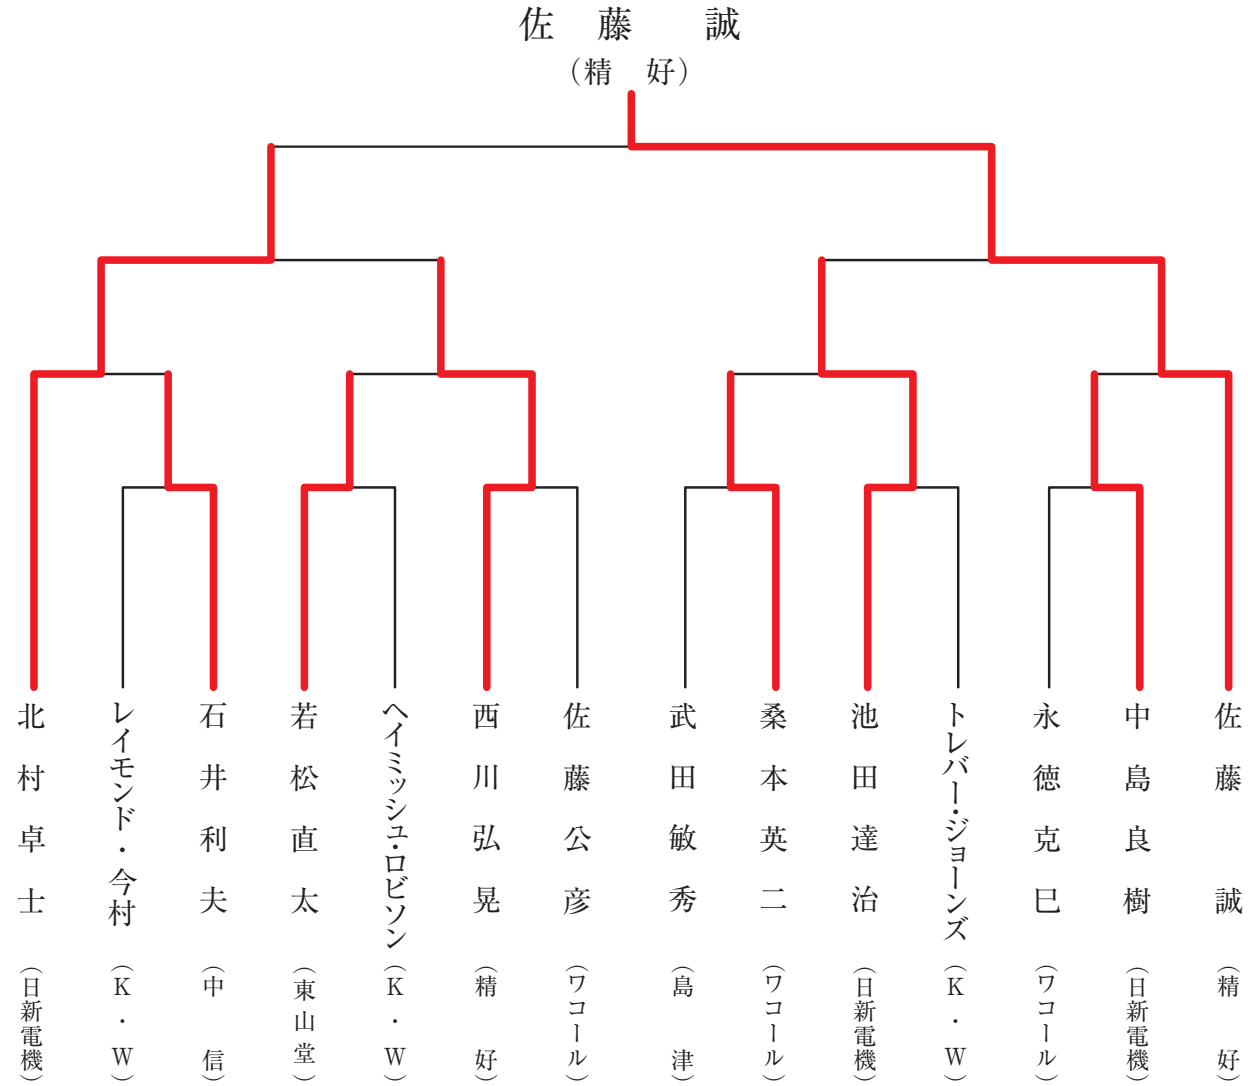 佐藤　誠
（精　好）
北村卓士（日新電機）
レイモンド・今村（K・W）
石井利夫（中　信）
若松直太（東山堂）
ヘイミッシュ・ロビソン（K・W）
西川弘晃（精　好）
佐藤公彦（ワコール）
武田敏秀（島　津）
桑本英二（ワコール）
池田達治（日新電機）
トレバー・ジョーンズ（K・W）
永徳克巳（ワコール）
中島良樹（日新電機）
佐藤　誠（精　好）